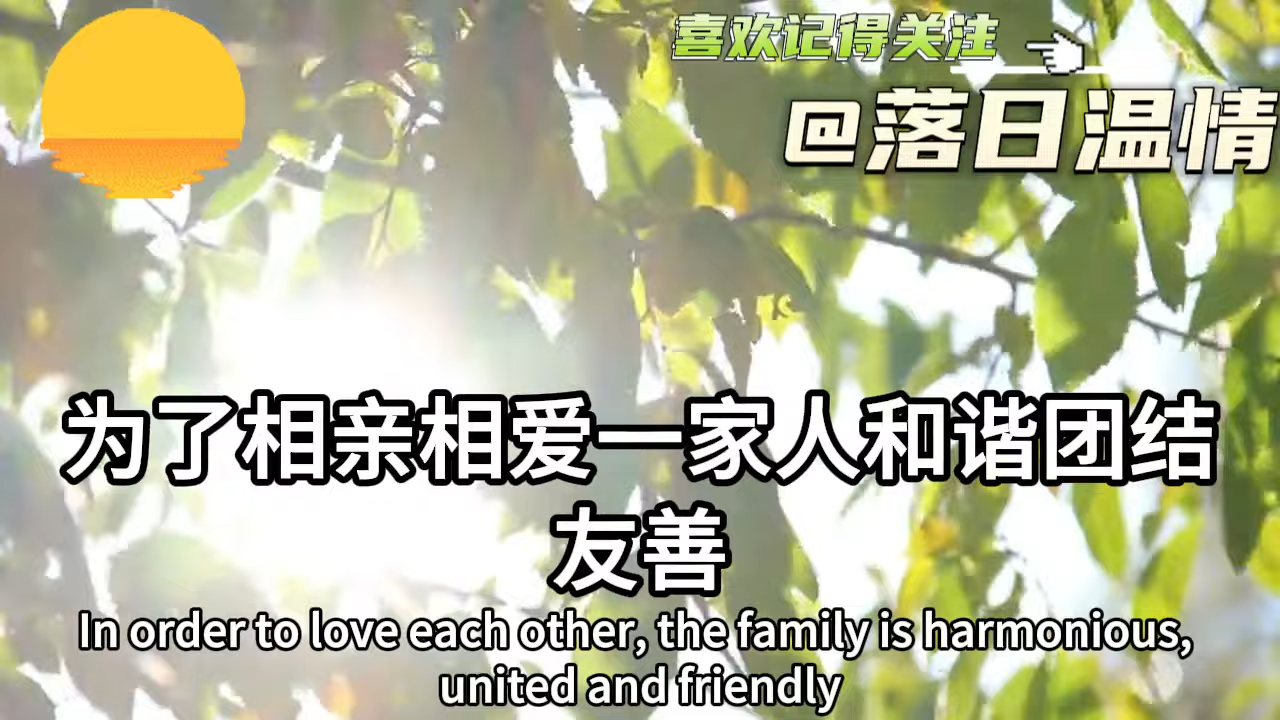 喜欢记得关注
@落日温情
为了相亲相爱一家人和谐团结
友善
In order to love each other, the family is harmonious,
united and friendly